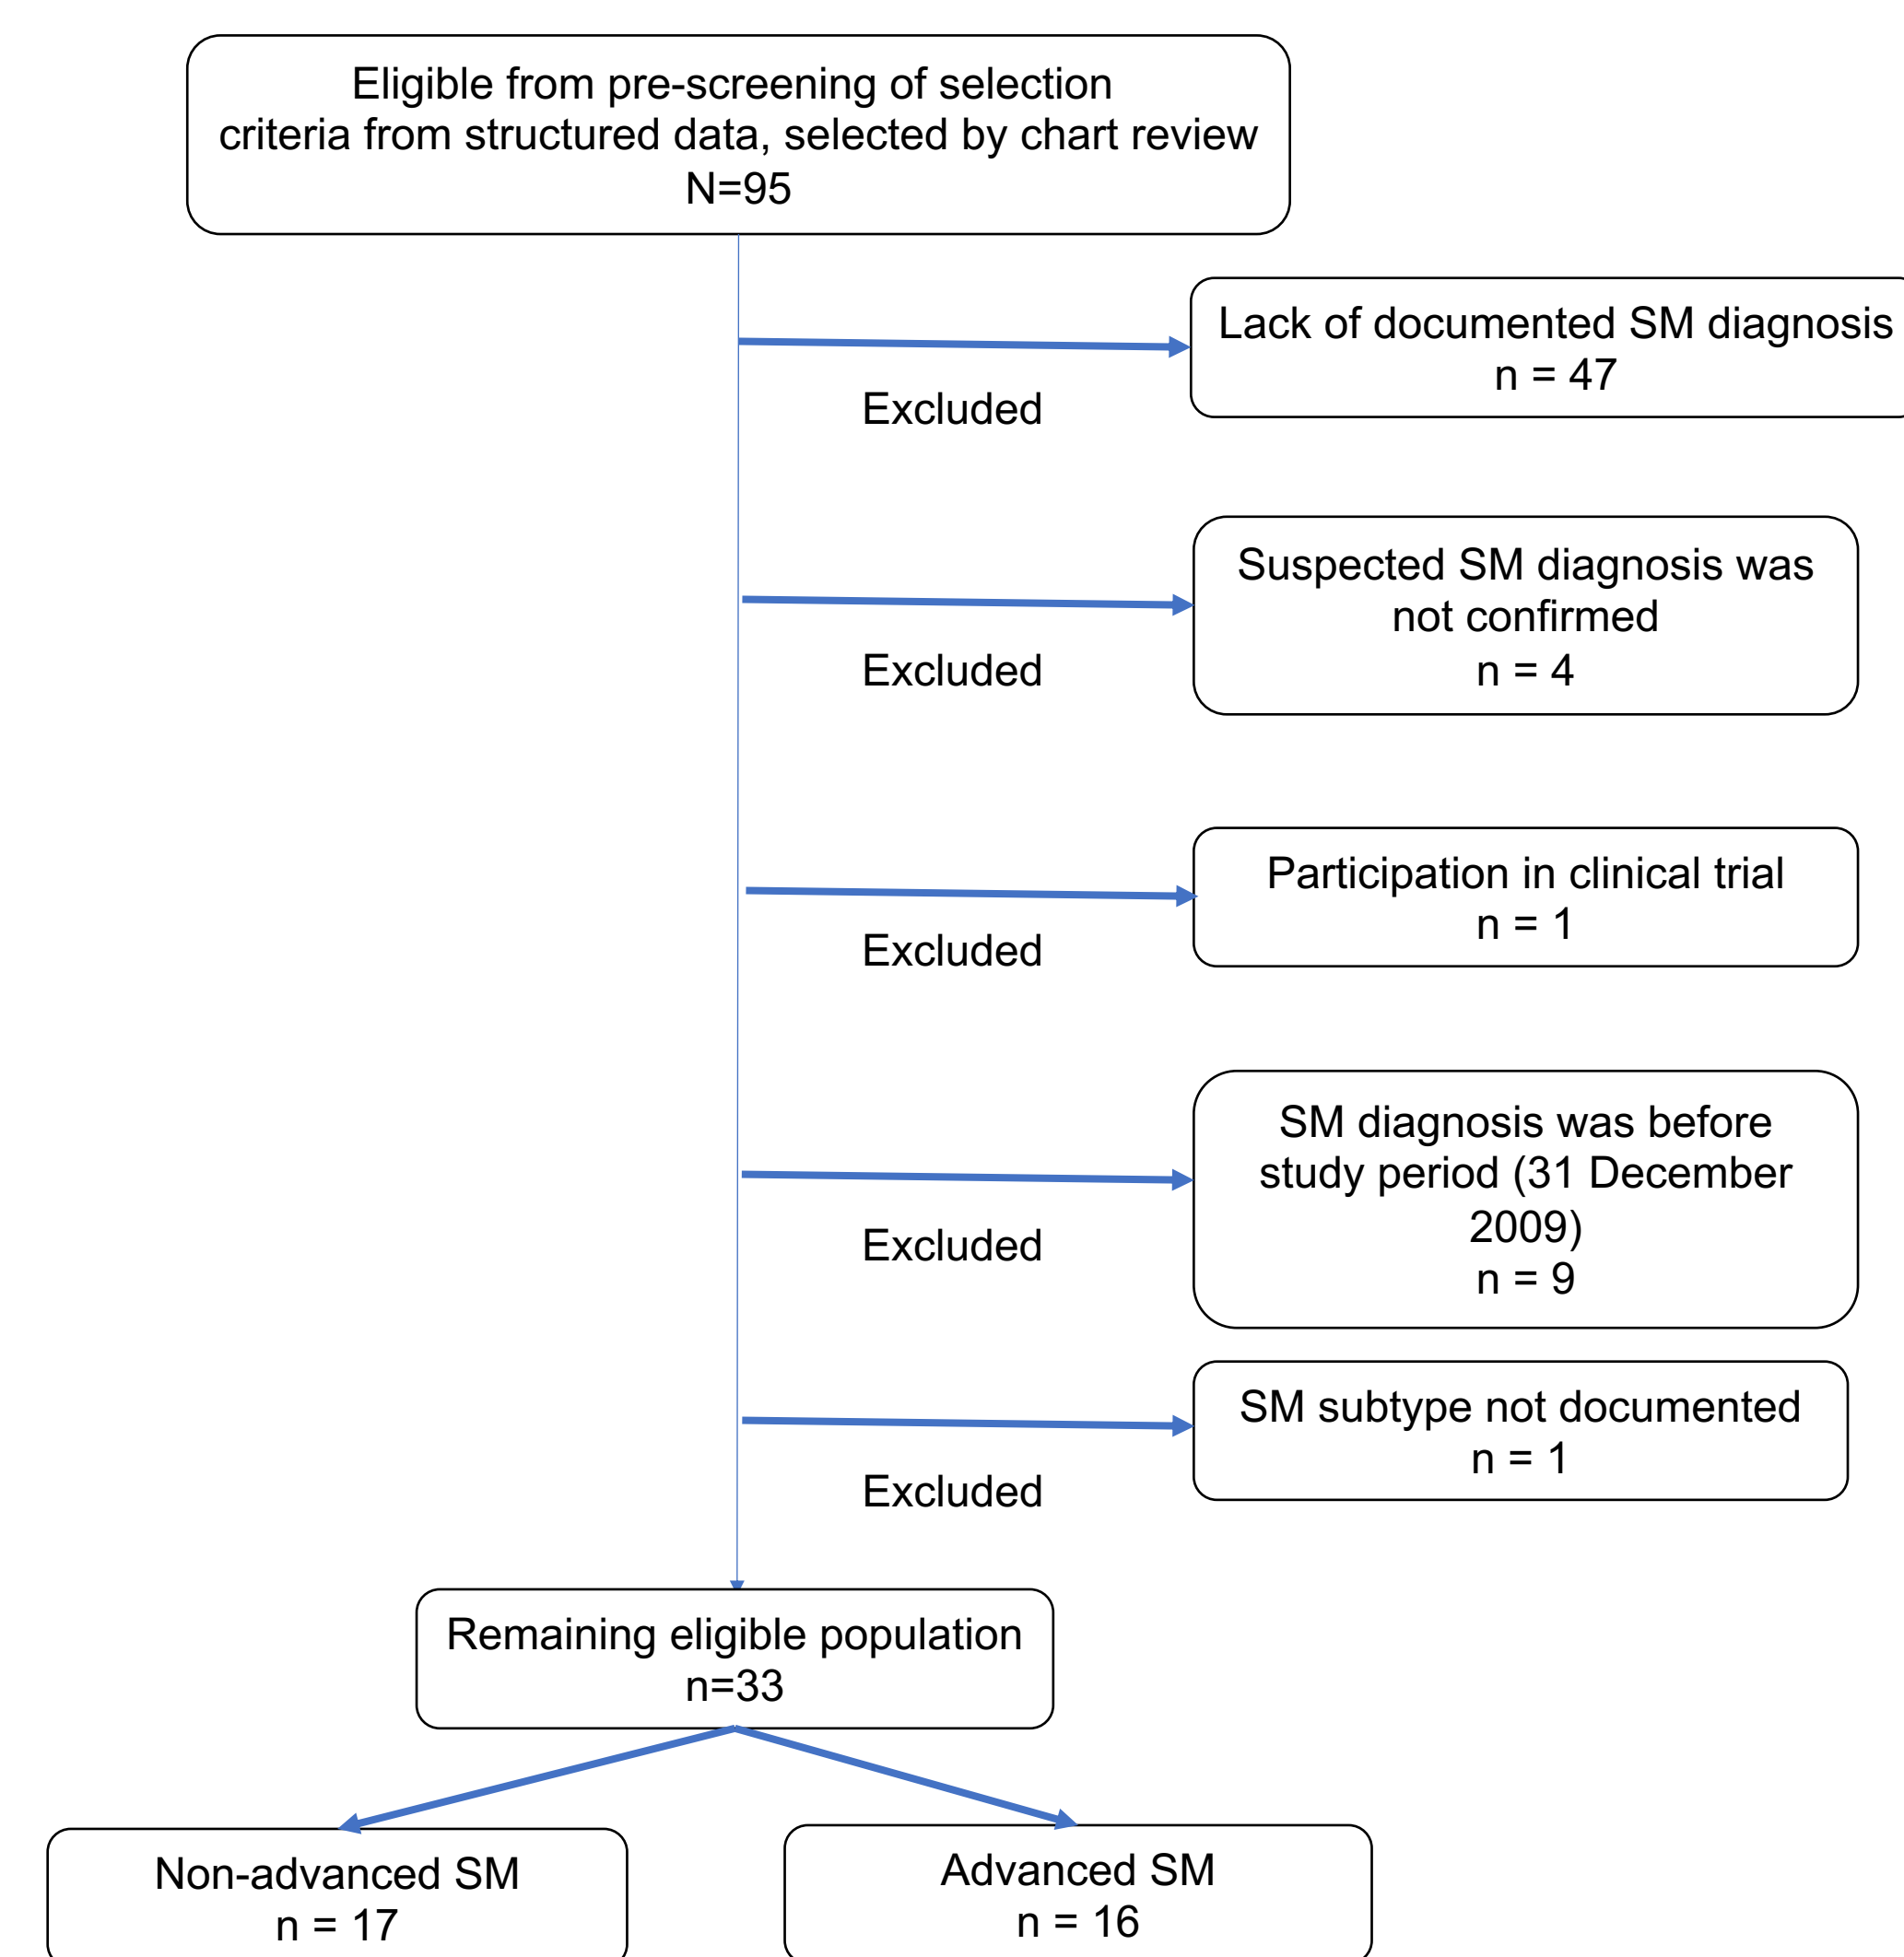 Eligible from pre-screening of selection
criteria from structured data, selected by chart review
N=95
Lack of documented SM diagnosis
n = 47
Excluded
Suspected SM diagnosis was
not confirmed
n = 4
Excluded
Participation in clinical trial
n = 1
Excluded
SM diagnosis was before
study period (31 December
2009)
n = 9
Excluded
SM subtype not documented
n = 1
Excluded
Remaining eligible population
n=33
Non-advanced SM
n = 17
Advanced SM
n = 16